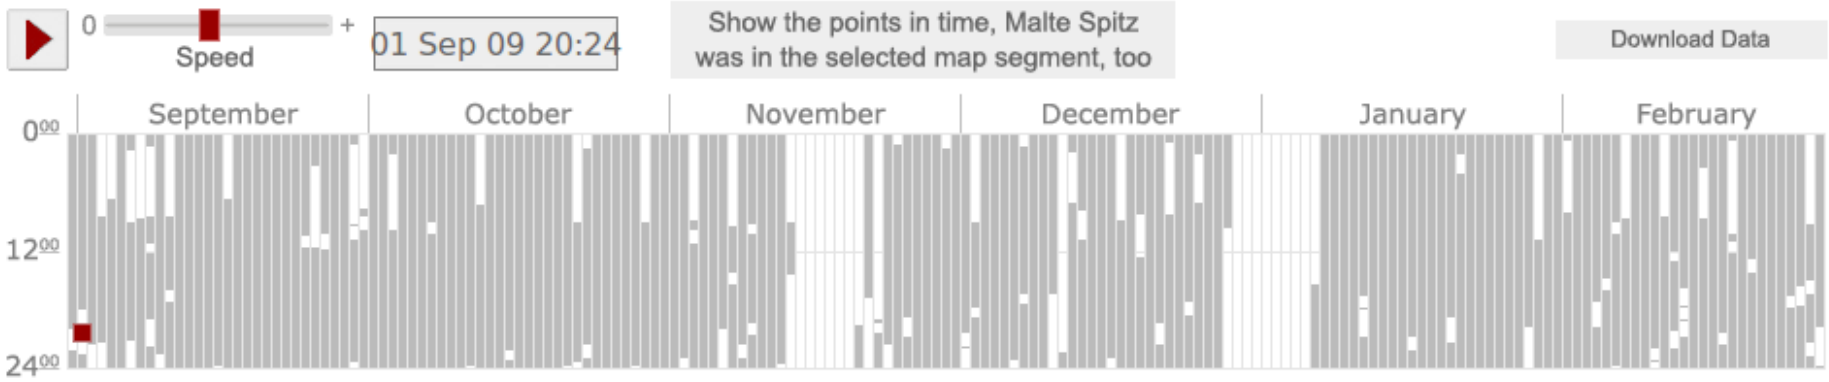 0
+
Speed
01 Sep 09 20:24
Show the points in time, Malte Spitz
was in the selected map segment, too
Download Data
September October November December January February
0⁰⁰
12⁰⁰
24⁰⁰